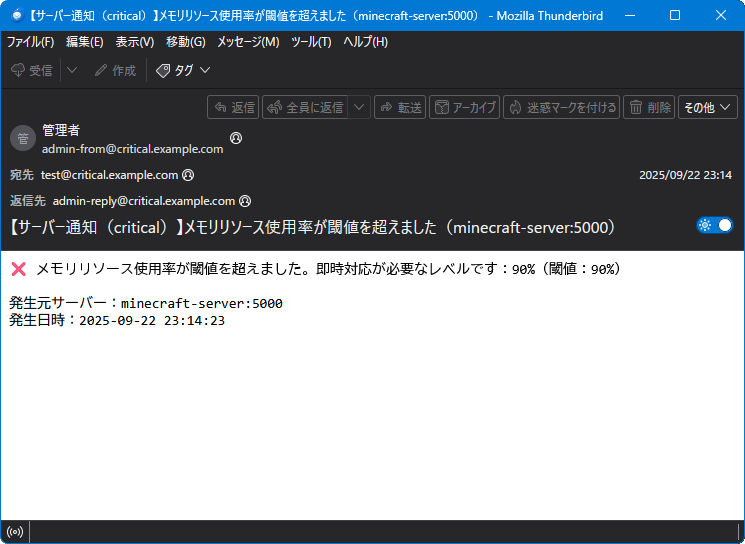 【サーバー通知（critical）】メモリリソース使用率が閾値を超えました（minecraft-server:5000） - Mozilla Thunderbird
ファイル(F) 編集(E) 表示(V) 移動(G) メッセージ(M) ツール(T) ヘルプ(H)
受信 作成 タグ
返信 全員に返信 転送 アーカイブ 迷惑マークを付ける 削除 その他
管 管理者
admin-from@critical.example.com
宛先 test@critical.example.com 2025/09/22 23:14
返信先 admin-reply@critical.example.com
【サーバー通知（critical）】メモリリソース使用率が閾値を超えました（minecraft-server:5000）
❌ メモリリソース使用率が閾値を超えました。即時対応が必要なレベルです：90%（閾値：90%）
発生元サーバー：minecraft-server:5000
発生日時：2025-09-22 23:14:23